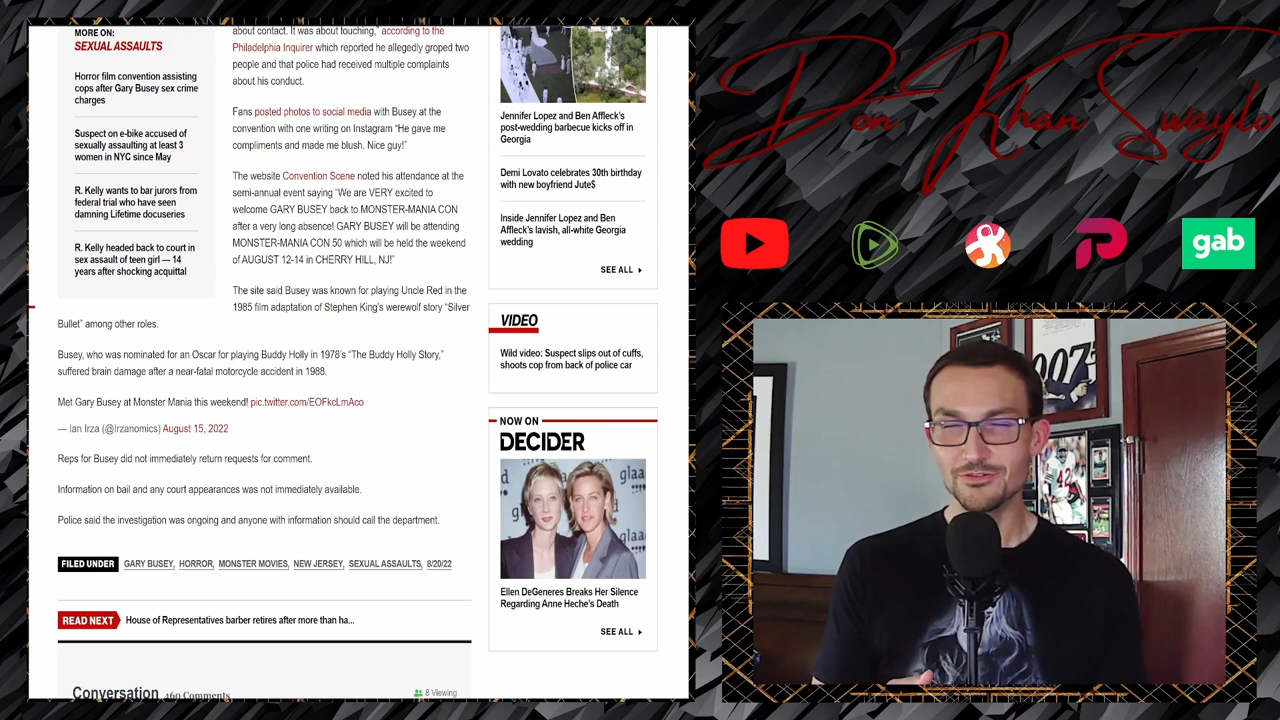 MORE ON:
SEXUAL ASSAULTS
Horror film convention assisting
cops after Gary Busey sex crime
charges
Suspect on e-bike accused of
sexually assaulting at least 3
women in NYC since May
R. Kelly wants to bar jurors from
federal trial who have seen
damning Lifetime docuseries
R. Kelly headed back to court in
sex assault of teen girl — 14
years after shocking acquittal
about contact. It was about touching,” according to the
Philadelphia Inquirer which reported he allegedly groped two
people and that police had received multiple complaints
about his conduct.
Fans posted photos to social media with Busey at the
convention with one writing on Instagram “He gave me
compliments and made me blush. Nice guy!”
The website Convention Scene noted his attendance at the
semi-annual event saying “We are VERY excited to
welcome GARY BUSEY back to MONSTER-MANIA CON
after a very long absence! GARY BUSEY will be attending
MONSTER-MANIA CON 50 which will be held the weekend
of AUGUST 12-14 in CHERRY HILL, NJ!”
The site said Busey was known for playing Uncle Red in the
1985 film adaptation of Stephen King’s werewolf story “Silver
Bullet” among other roles.
Busey, who was nominated for an Oscar for playing Buddy Holly in 1978’s “The Buddy Holly Story,”
suffered brain damage after a near-fatal motorcycle accident in 1988.
Met Gary Busey at Monster Mania this weekend! pic.twitter.com/EOFkcLmAco
— Ian Irza (@Irzanomics) August 15, 2022
Reps for Busey did not immediately return requests for comment.
Information on bail and any court appearances was not immediately available.
Police said the investigation was ongoing and anyone with information should call the department.
FILED UNDER GARY BUSEY, HORROR, MONSTER MOVIES, NEW JERSEY, SEXUAL ASSAULTS, 8/20/22
READ NEXT House of Representatives barber retires after more than ha...
Conversation 460 Comments
8 Viewing
Jennifer Lopez and Ben Affleck’s
post-wedding barbecue kicks off in
Georgia
Demi Lovato celebrates 30th birthday
with new boyfriend Jute$
Inside Jennifer Lopez and Ben
Affleck’s lavish, all-white Georgia
wedding
SEE ALL
VIDEO
Wild video: Suspect slips out of cuffs,
shoots cop from back of police car
NOW ON
DECIDER
glaa
Ellen DeGeneres Breaks Her Silence
Regarding Anne Heche’s Death
SEE ALL
Don Khan Swaylo
gab
007